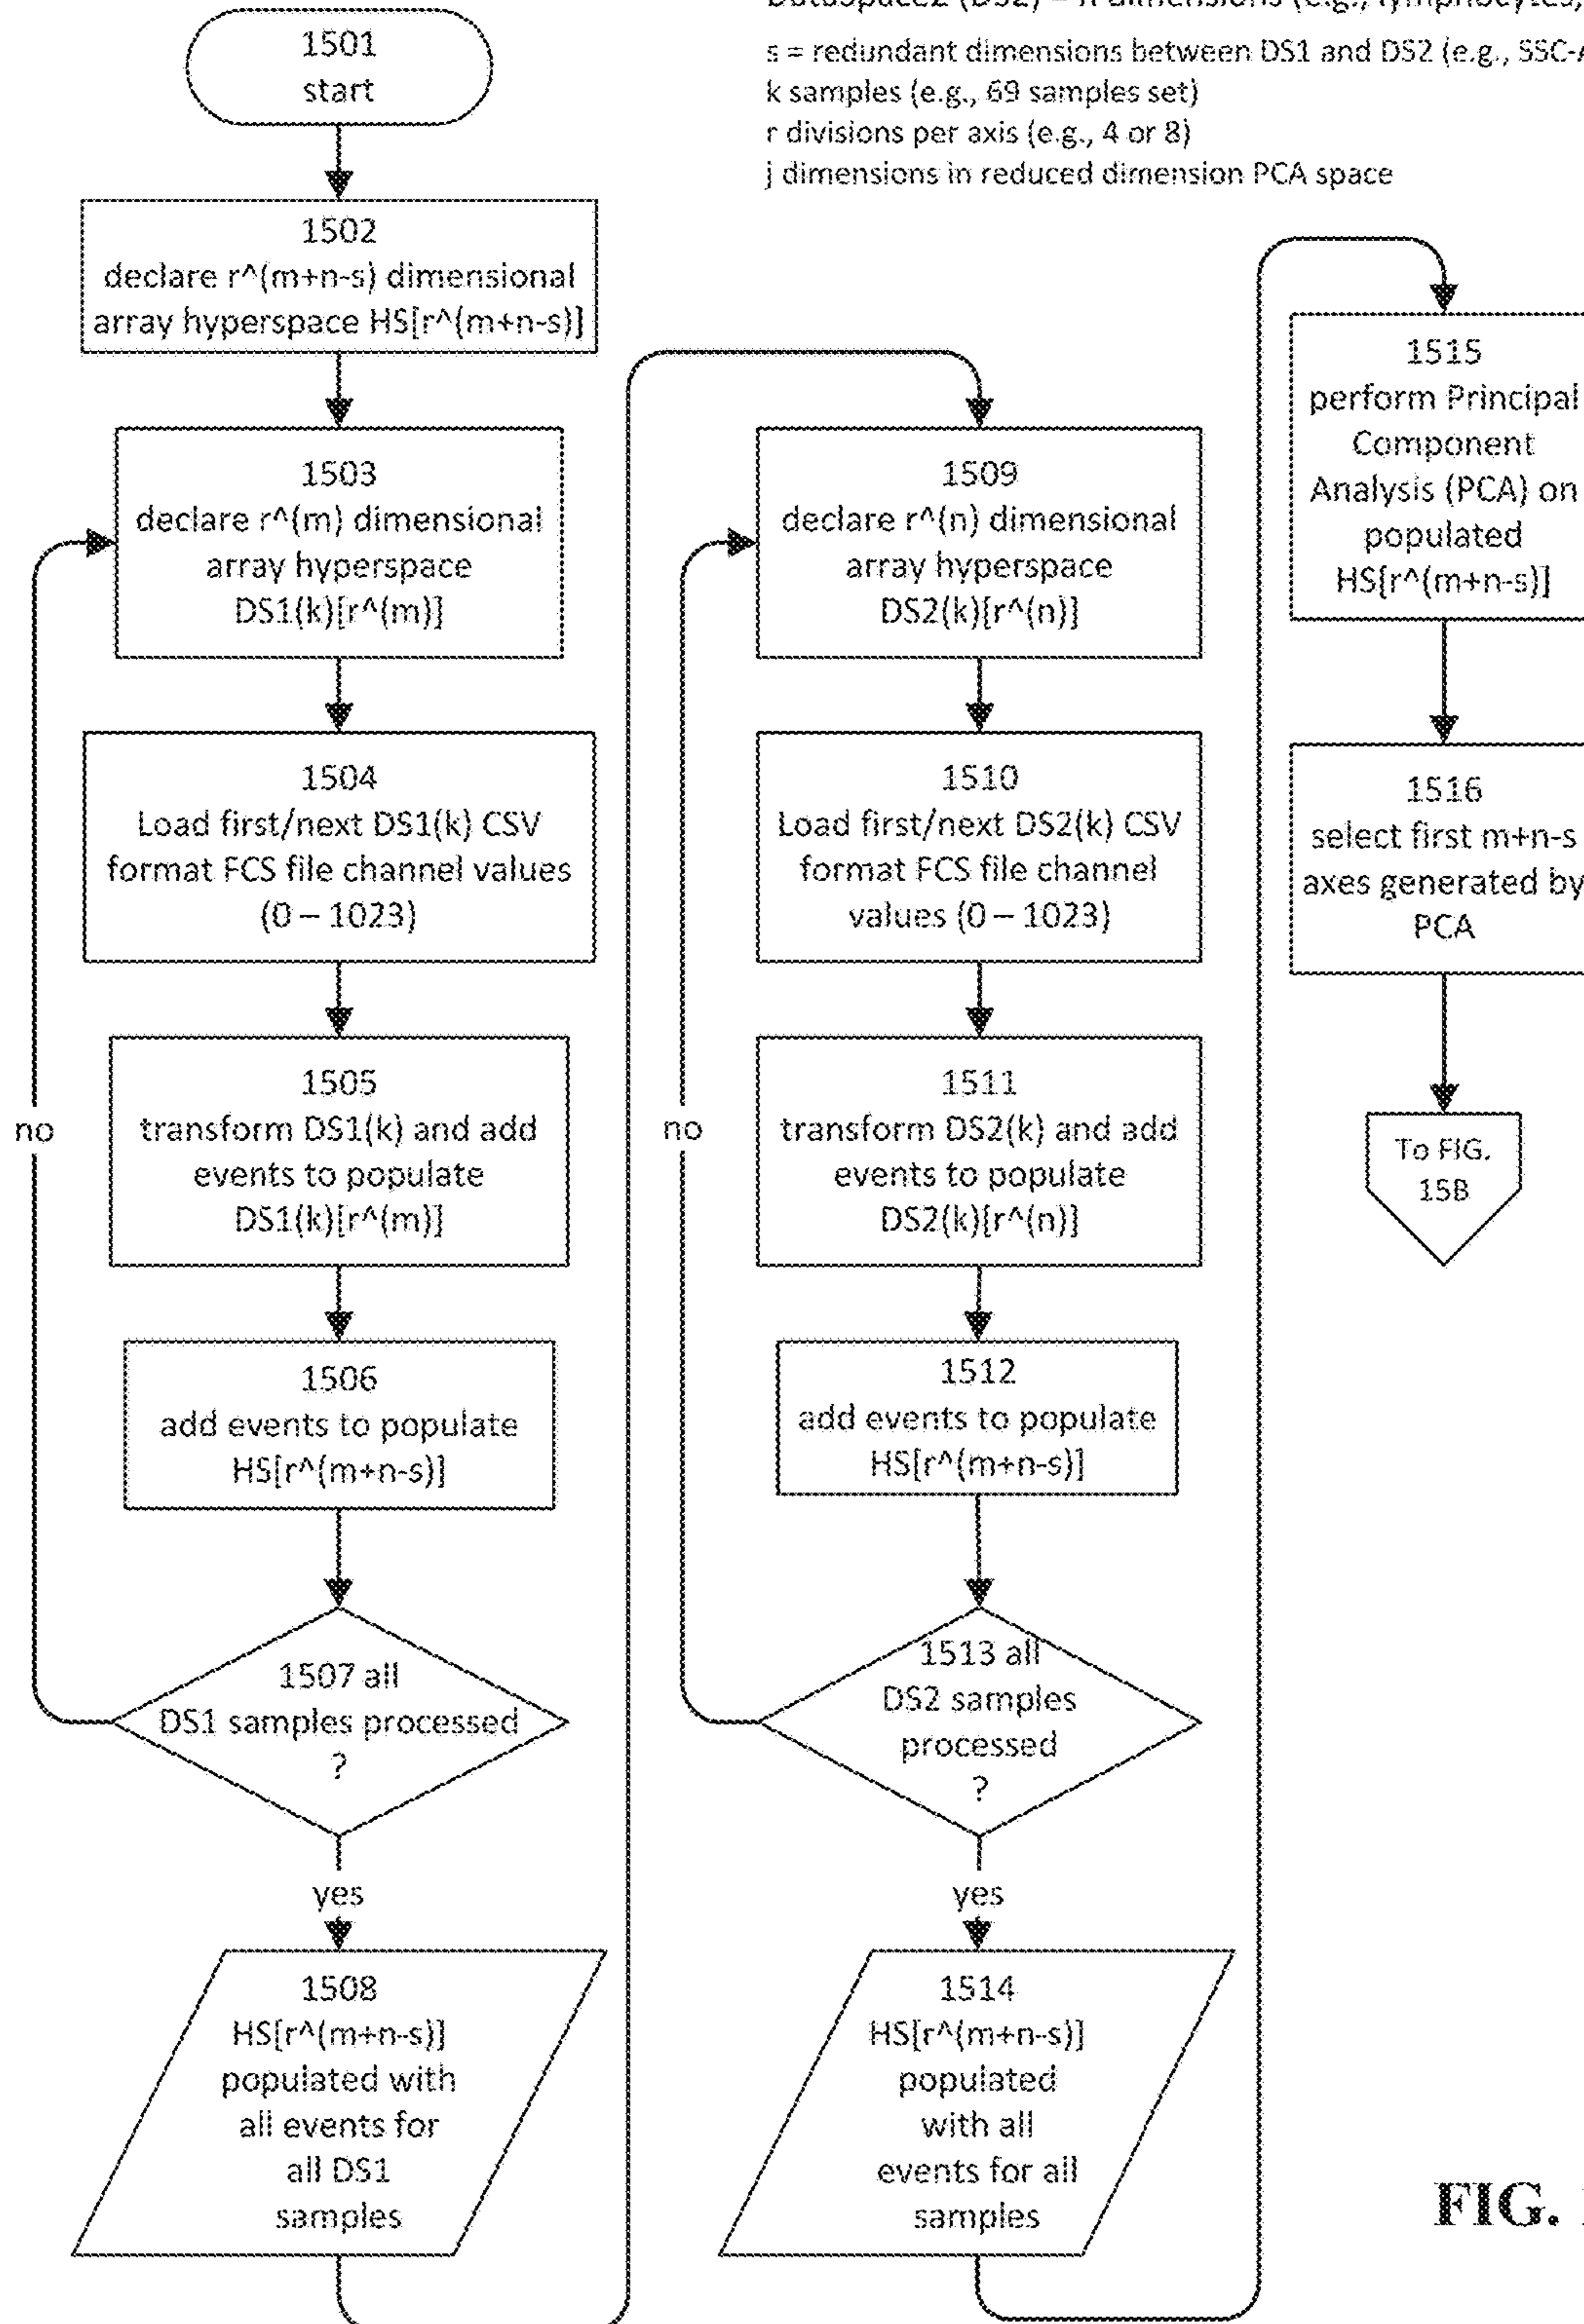 DataSpace2 (DS2) = n dimensions (e.g., lymphocytes,
s = redundant dimensions between DS1 and DS2 (e.g., SSC-A
k samples (e.g., 69 samples set)
r divisions per axis (e.g., 4 or 8)
j dimensions in reduced dimension PCA space
1501
start
1502
declare r^(m+n-s) dimensional
array hyperspace HS[r^(m+n-s)]
1503
declare r^(m) dimensional
array hyperspace
DS1(k)[r^(m)]
1504
Load first/next DS1(k) CSV
format FCS file channel values
(0 – 1023)
1505
transform DS1(k) and add
events to populate
DS1(k)[r^(m)]
no
1506
add events to populate
HS[r^(m+n-s)]
1507 all
DS1 samples processed
?
yes
1508
HS[r^(m+n-s)]
populated with
all events for
all DS1
samples
1509
declare r^(n) dimensional
array hyperspace
DS2(k)[r^(n)]
1510
Load first/next DS2(k) CSV
format FCS file channel
values (0 – 1023)
1511
transform DS2(k) and add
events to populate
DS2(k)[r^(n)]
no
1512
add events to populate
HS[r^(m+n-s)]
1513 all
DS2 samples
processed
?
yes
1514
HS[r^(m+n-s)]
populated
with all
events for all
samples
1515
perform Principal
Component
Analysis (PCA) on
populated
HS[r^(m+n-s)]
1516
select first m+n-s
axes generated by
PCA
To FIG.
15B
FIG.